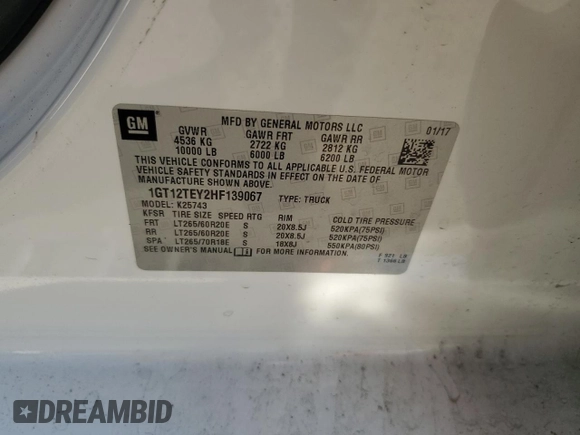 GM
MFD BY GENERAL MOTORS LLC 01/17
GVWR GAWR FRT GAWR RR
4536 KG 2722 KG 2812 KG
10000 LB 6000 LB 6200 LB
THIS VEHICLE CONFORMS TO ALL APPLICABLE U.S. FEDERAL MOTOR
VEHICLE SAFETY STANDARDS IN EFFECT ON THE DATE OF
MANUFACTURE SHOWN ABOVE.
1GT12TEY2HF139067 TYPE: TRUCK
MODEL: K25743
KFSR TIRE SIZE SPEED RTG RIM COLD TIRE PRESSURE
FRT LT265/60R20E S 20X8.5J 520KPA(75PSI)
RR LT265/60R20E S 20X8.5J 520KPA(75PSI)
SPA LT265/70R18E S 18X8J 550KPA(80PSI)
SEE OWNER'S MANUAL FOR MORE INFORMATION.
DREAMBID